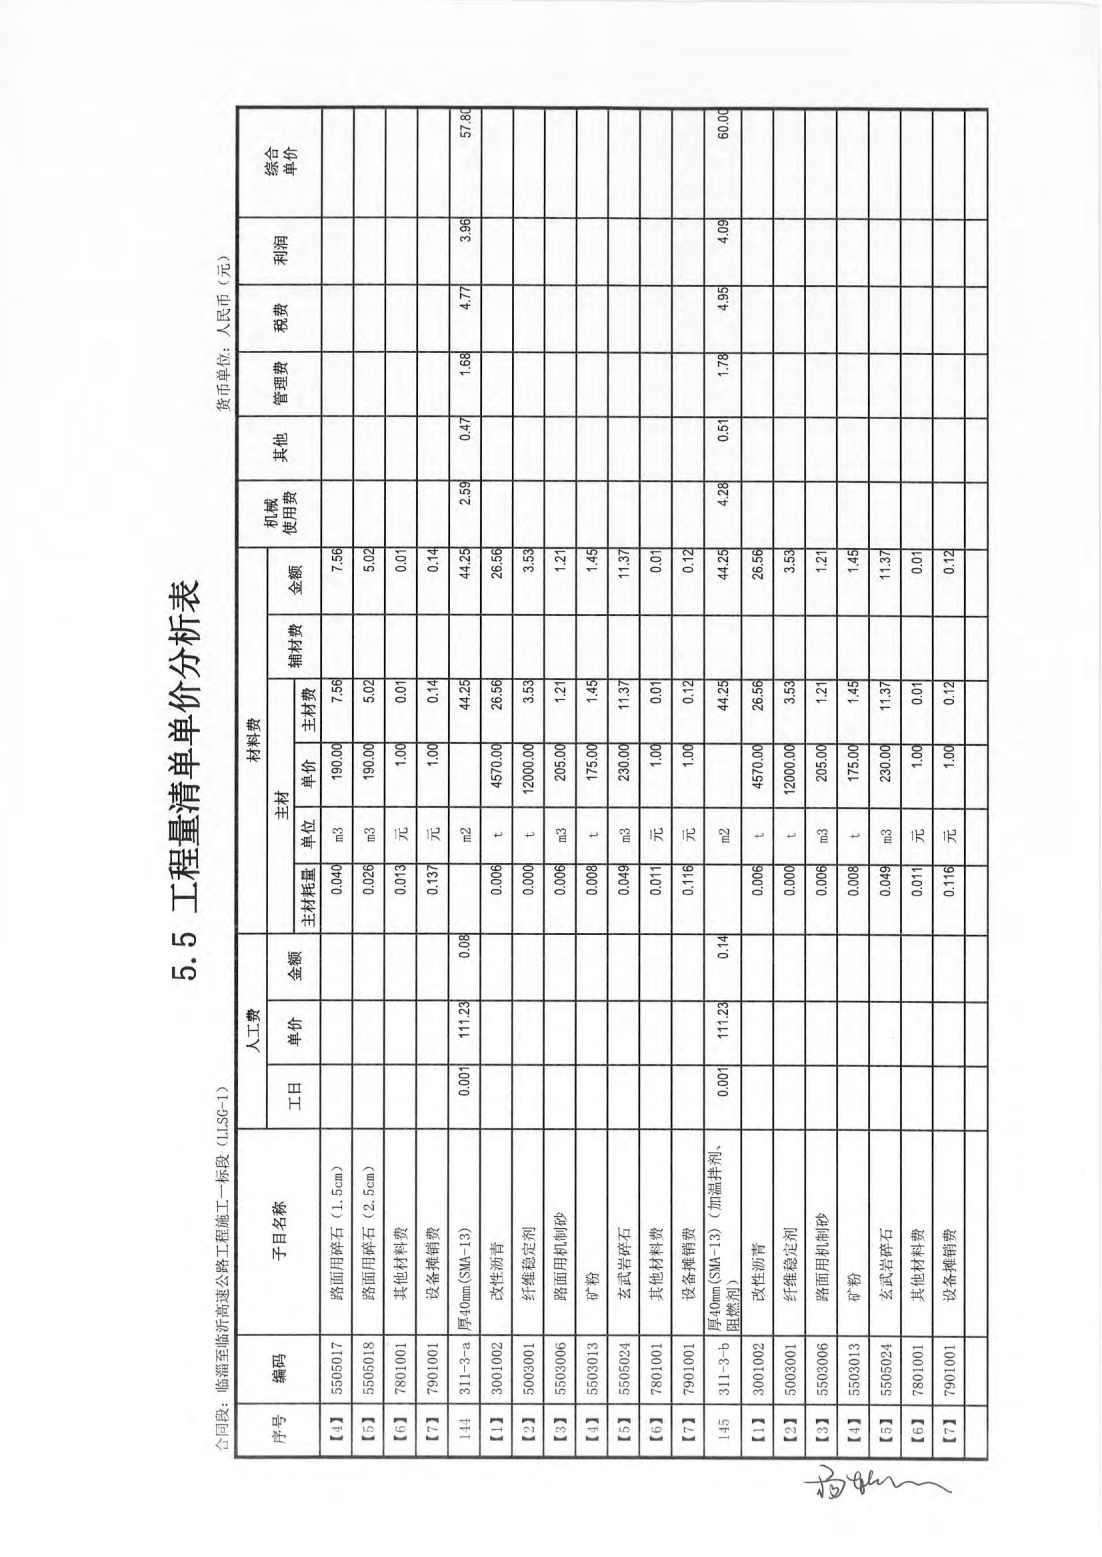 5.5 工程量清单单价分析表
合同段：临淄至临沂高速公路工程施工一标段（LLSG-1） 货币单位：人民币（元）
序号 编码 子目名称 人工费 材料费 机械使用费 其他 管理费 税费 利润 综合单价
工日 单价 金额 主材 辅材费 金额
主材耗量 单位 单价 主材费
【4】 5505017 路面用碎石（1.5cm） 0.040 m3 190.00 7.56 7.56
【5】 5505018 路面用碎石（2.5cm） 0.026 m3 190.00 5.02 5.02
【6】 7801001 其他材料费 0.013 元 1.00 0.01 0.01
【7】 7901001 设备摊销费 0.137 元 1.00 0.14 0.14
144 311-3-a 厚40mm(SMA-13) 0.001 111.23 0.08 m2 44.25 44.25 2.59 0.47 1.68 4.77 3.96 57.80
【1】 3001002 改性沥青 0.006 t 4570.00 26.56 26.56
【2】 5003001 纤维稳定剂 0.000 t 12000.00 3.53 3.53
【3】 5503006 路面用机制砂 0.006 m3 205.00 1.21 1.21
【4】 5503013 矿粉 0.008 t 175.00 1.45 1.45
【5】 5505024 玄武岩碎石 0.049 m3 230.00 11.37 11.37
【6】 7801001 其他材料费 0.011 元 1.00 0.01 0.01
【7】 7901001 设备摊销费 0.116 元 1.00 0.12 0.12
145 311-3-b 厚40mm(SMA-13)（加温拌剂、阻燃剂） 0.001 111.23 0.14 m2 44.25 44.25 4.28 0.51 1.78 4.95 4.09 60.00
【1】 3001002 改性沥青 0.006 t 4570.00 26.56 26.56
【2】 5003001 纤维稳定剂 0.000 t 12000.00 3.53 3.53
【3】 5503006 路面用机制砂 0.006 m3 205.00 1.21 1.21
【4】 5503013 矿粉 0.008 t 175.00 1.45 1.45
【5】 5505024 玄武岩碎石 0.049 m3 230.00 11.37 11.37
【6】 7801001 其他材料费 0.011 元 1.00 0.01 0.01
【7】 7901001 设备摊销费 0.116 元 1.00 0.12 0.12